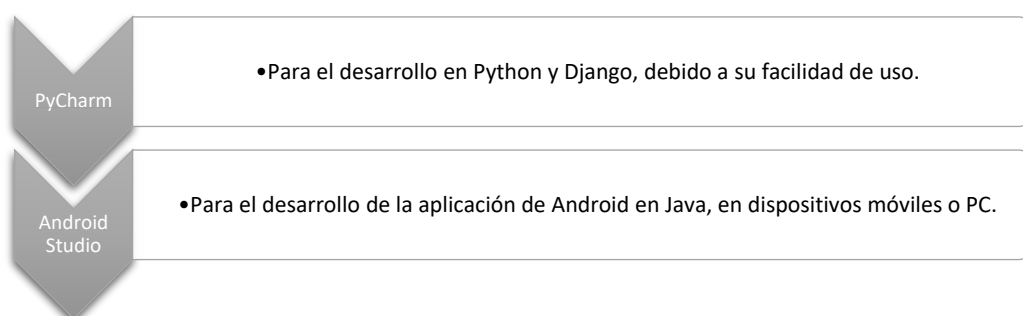 PyCharm
•Para el desarrollo en Python y Django, debido a su facilidad de uso.
Android
Studio
•Para el desarrollo de la aplicación de Android en Java, en dispositivos móviles o PC.